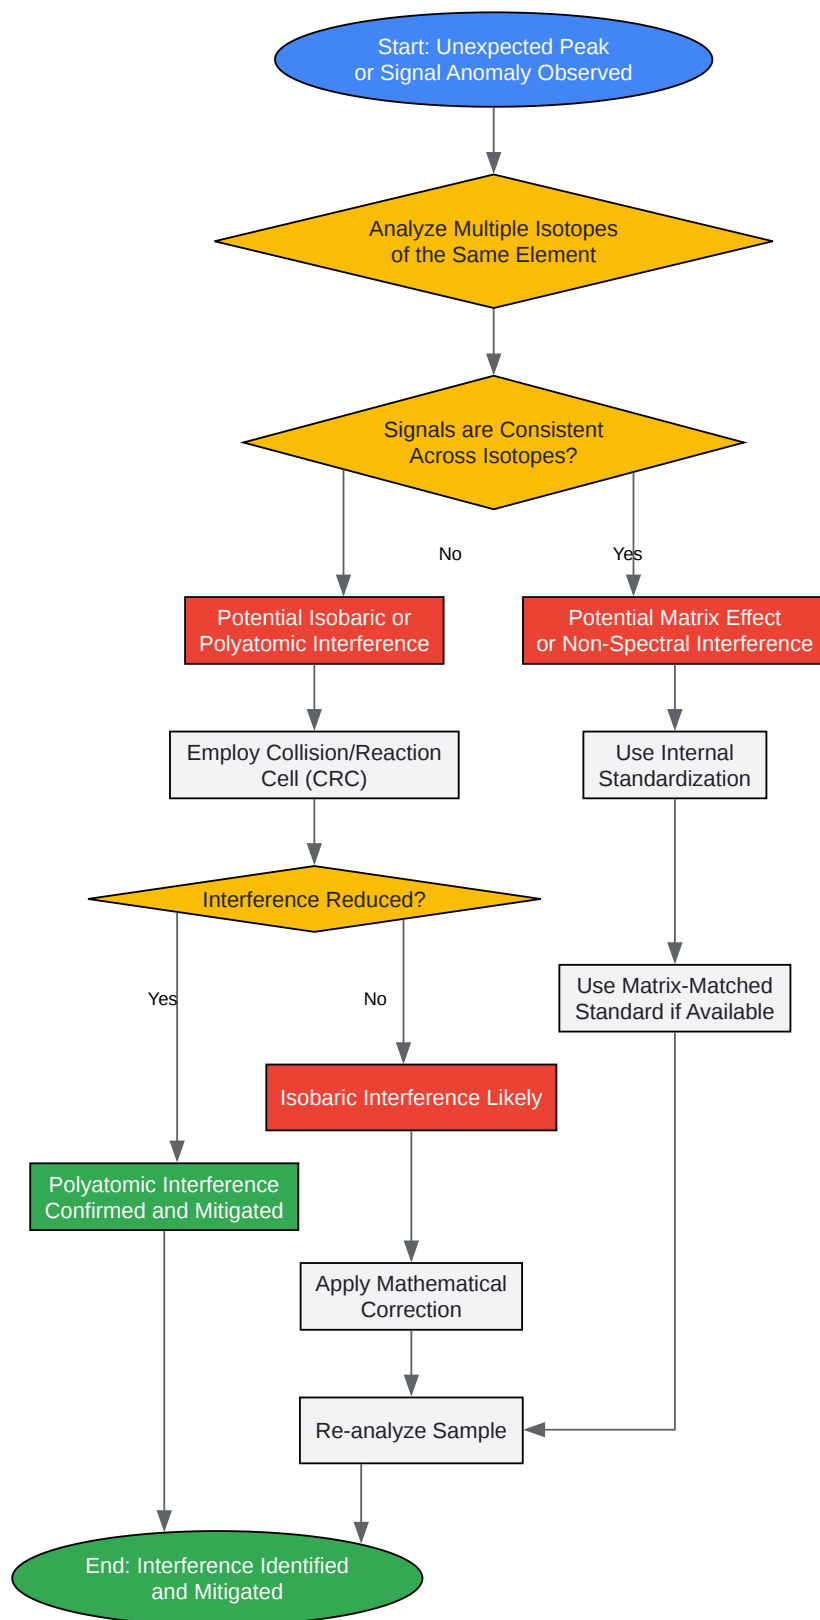 Start: Unexpected Peak
or Signal Anomaly Observed
Analyze Multiple Isotopes
of the Same Element
Signals are Consistent
Across Isotopes?
No
Yes
Potential Isobaric or
Polyatomic Interference
Potential Matrix Effect
or Non-Spectral Interference
Employ Collision/Reaction
Cell (CRC)
Use Internal
Standardization
Interference Reduced?
Yes
No
Use Matrix-Matched
Standard if Available
Isobaric Interference Likely
Polyatomic Interference
Confirmed and Mitigated
Apply Mathematical
Correction
Re-analyze Sample
End: Interference Identified
and Mitigated